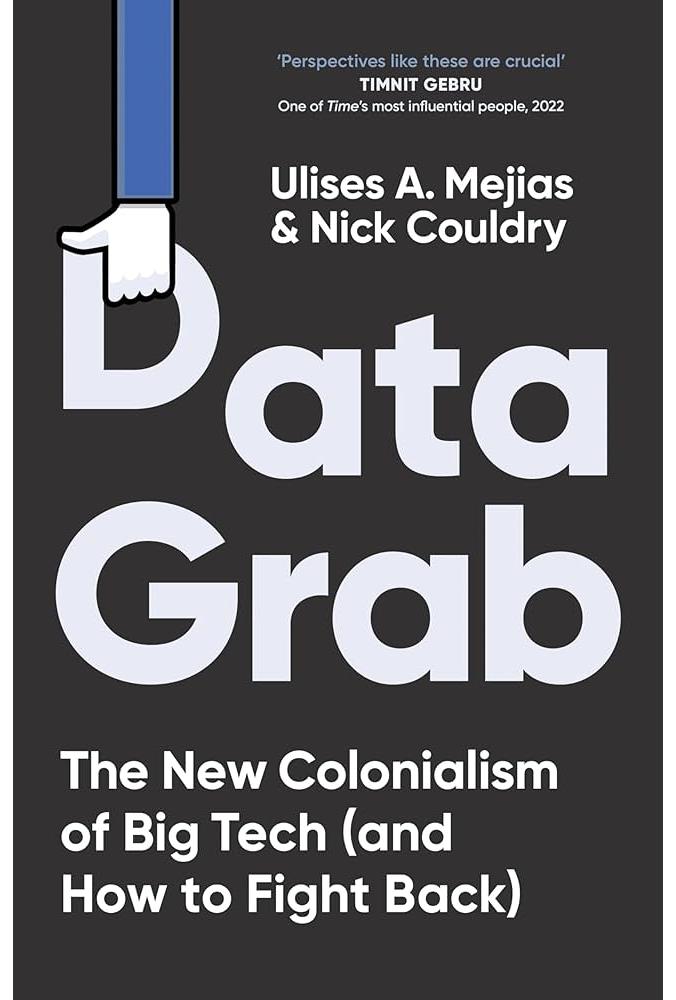 ‘Perspectives like these are crucial’
TIMNIT GEBRU
One of Time’s most influential people, 2022
Ulises A. Mejias
& Nick Couldry
Data
Grab
The New Colonialism
of Big Tech (and
How to Fight Back)